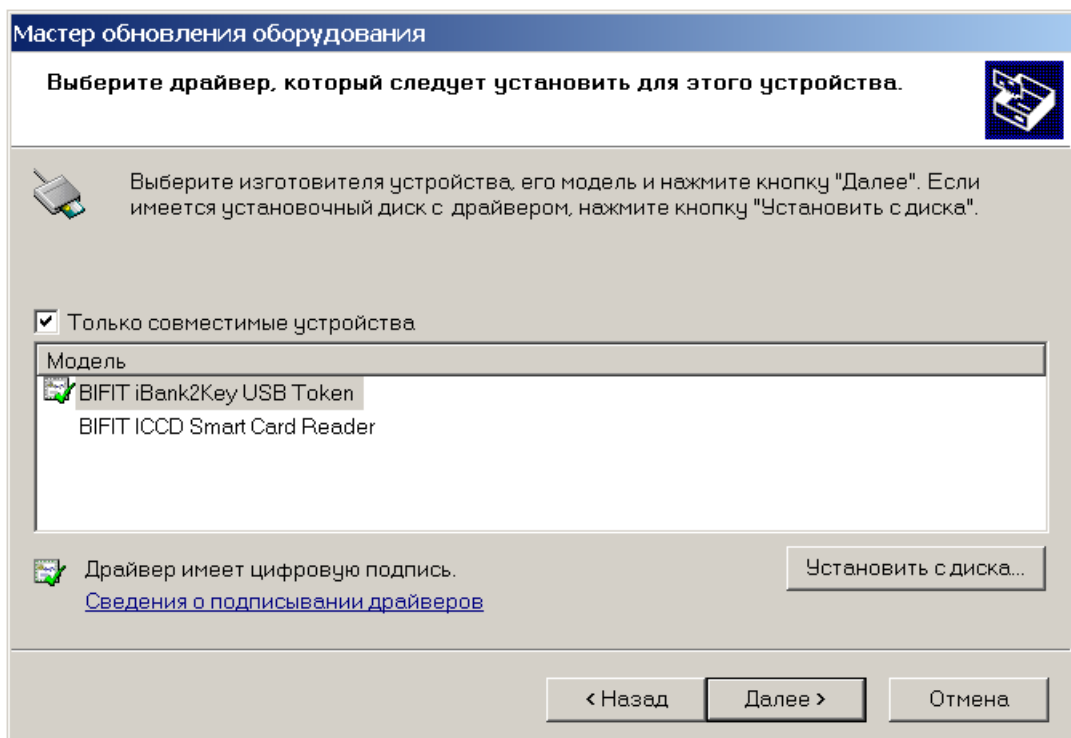 Мастер обновления оборудования
Выберите драйвер, который следует установить для этого устройства.
Выберите изготовителя устройства, его модель и нажмите кнопку "Далее". Если
имеется установочный диск с драйвером, нажмите кнопку "Установить с диска".
Только совместимые устройства
Модель
BIFIT iBank2Key USB Token
BIFIT ICCD Smart Card Reader
Драйвер имеет цифровую подпись.
Установить с диска...
Сведения о подписывании драйверов
< Назад
Далее >
Отмена